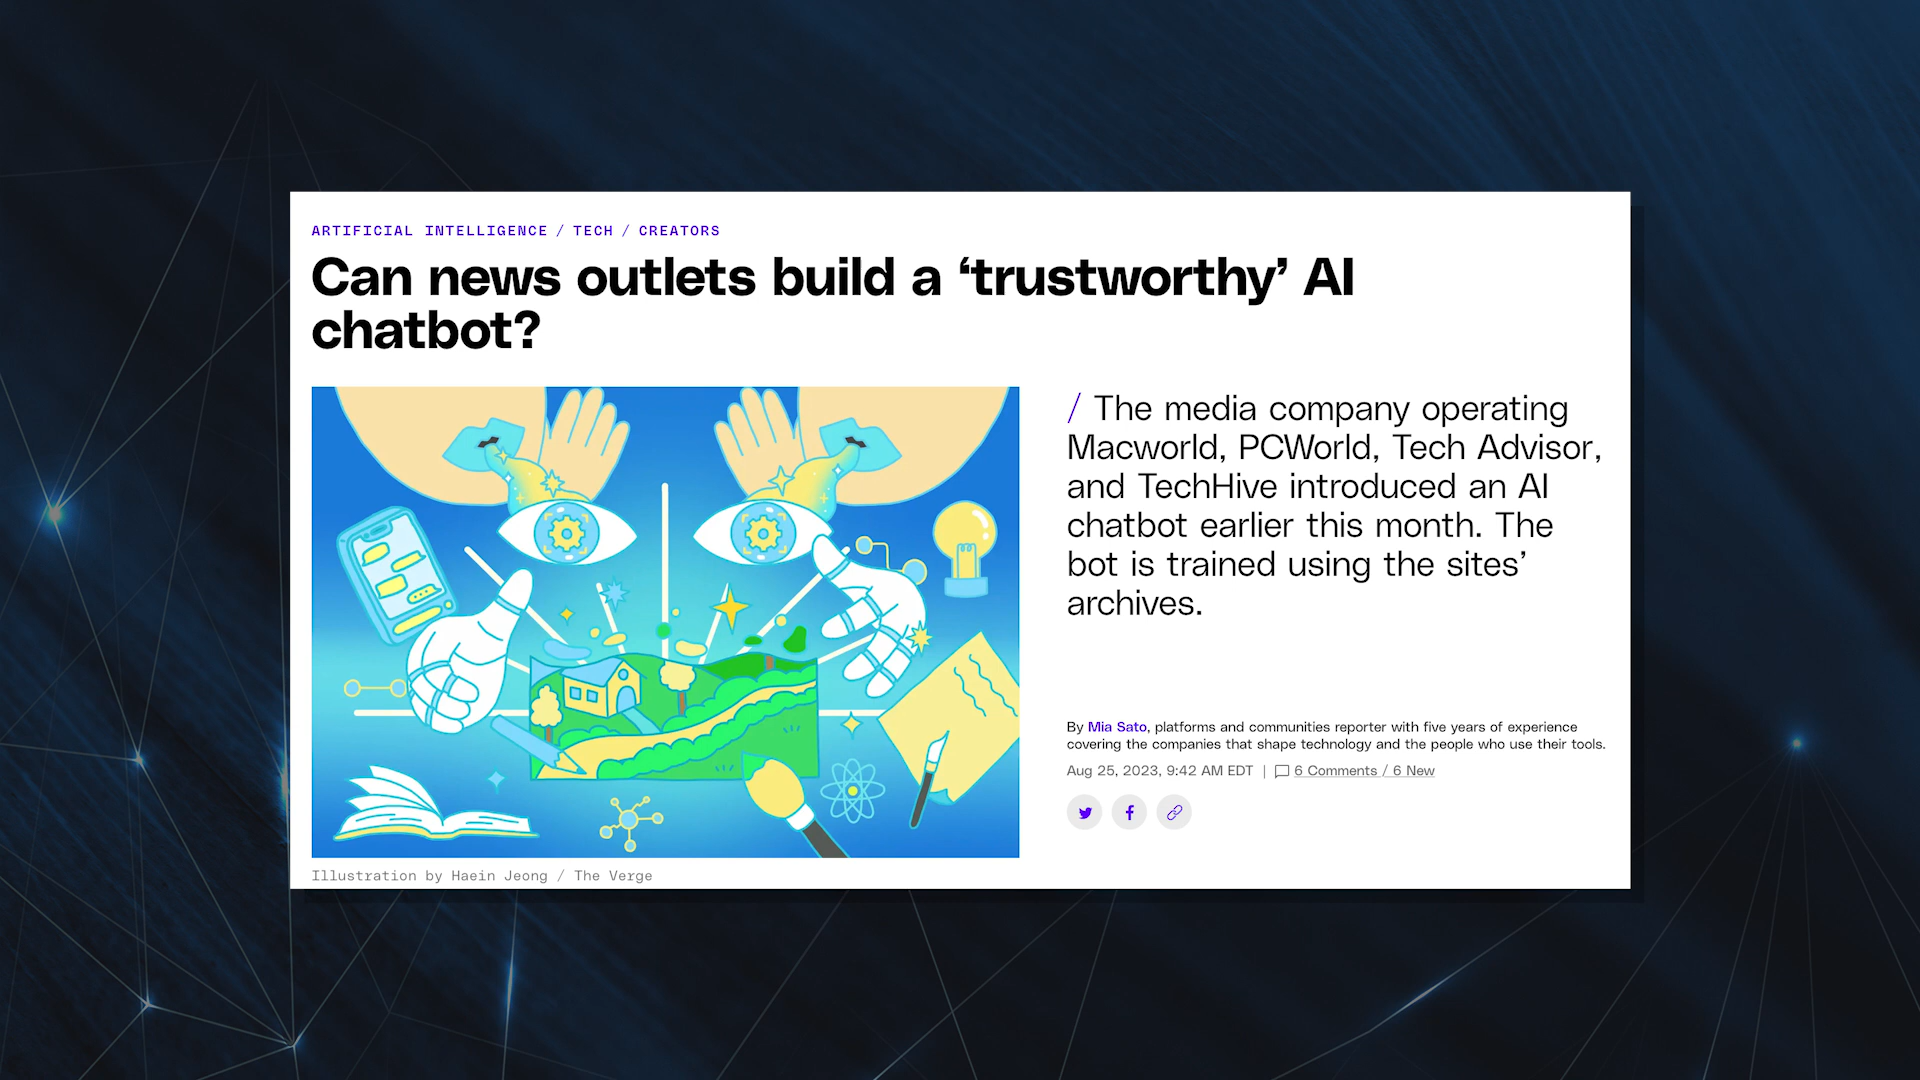 ARTIFICIAL INTELLIGENCE / TECH / CREATORS
Can news outlets build a ‘trustworthy’ AI
chatbot?
/ The media company operating
Macworld, PCWorld, Tech Advisor,
and TechHive introduced an AI
chatbot earlier this month. The
bot is trained using the sites’
archives.
By Mia Sato, platforms and communities reporter with five years of experience
covering the companies that shape technology and the people who use their tools.
Aug 25, 2023, 9:42 AM EDT | 6 Comments / 6 New
Illustration by Haein Jeong / The Verge